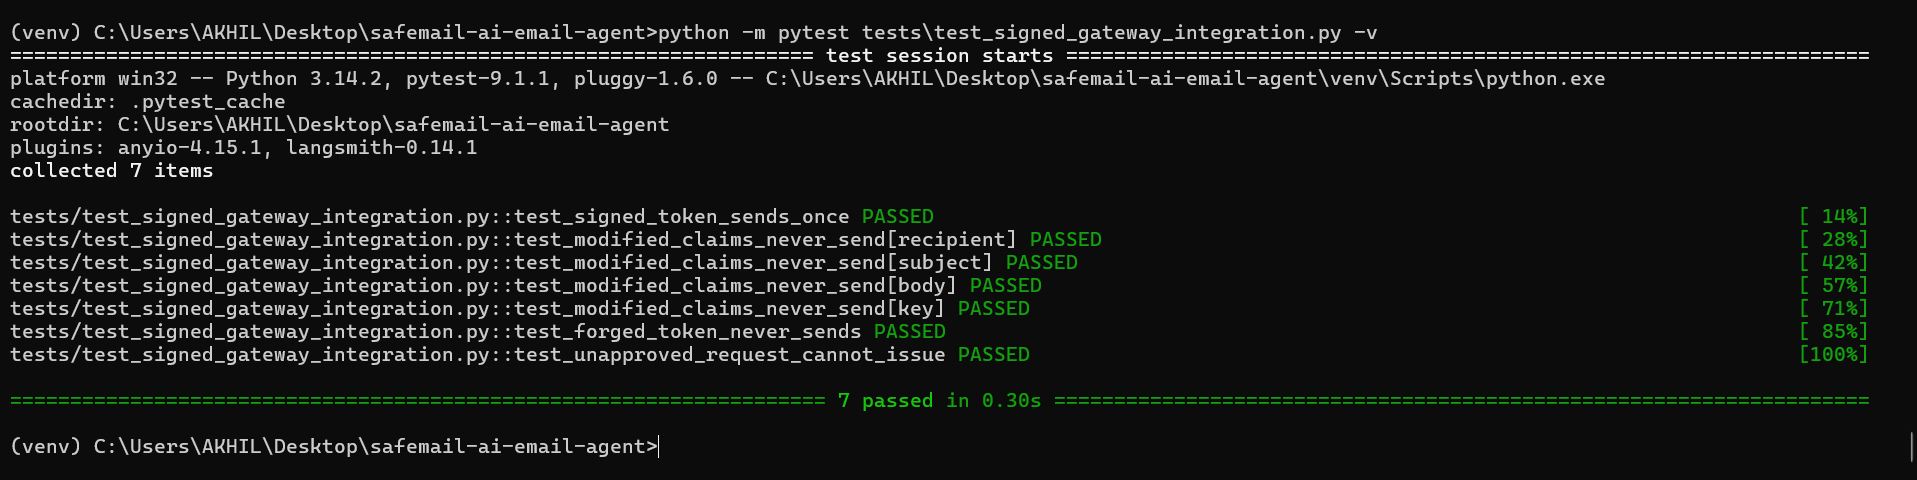 (venv) C:\Users\AKHIL\Desktop\safemail-ai-email-agent>python -m pytest tests\test_signed_gateway_integration.py -v
=================================================================== test session starts ===================================================================
platform win32 -- Python 3.14.2, pytest-9.1.1, pluggy-1.6.0 -- C:\Users\AKHIL\Desktop\safemail-ai-email-agent\venv\Scripts\python.exe
cachedir: .pytest_cache
rootdir: C:\Users\AKHIL\Desktop\safemail-ai-email-agent
plugins: anyio-4.15.1, langsmith-0.14.1
collected 7 items
tests/test_signed_gateway_integration.py::test_signed_token_sends_once PASSED [ 14%]
tests/test_signed_gateway_integration.py::test_modified_claims_never_send[recipient] PASSED [ 28%]
tests/test_signed_gateway_integration.py::test_modified_claims_never_send[subject] PASSED [ 42%]
tests/test_signed_gateway_integration.py::test_modified_claims_never_send[body] PASSED [ 57%]
tests/test_signed_gateway_integration.py::test_modified_claims_never_send[key] PASSED [ 71%]
tests/test_signed_gateway_integration.py::test_forged_token_never_sends PASSED [ 85%]
tests/test_signed_gateway_integration.py::test_unapproved_request_cannot_issue PASSED [100%]
==================================================================== 7 passed in 0.30s ====================================================================
(venv) C:\Users\AKHIL\Desktop\safemail-ai-email-agent>